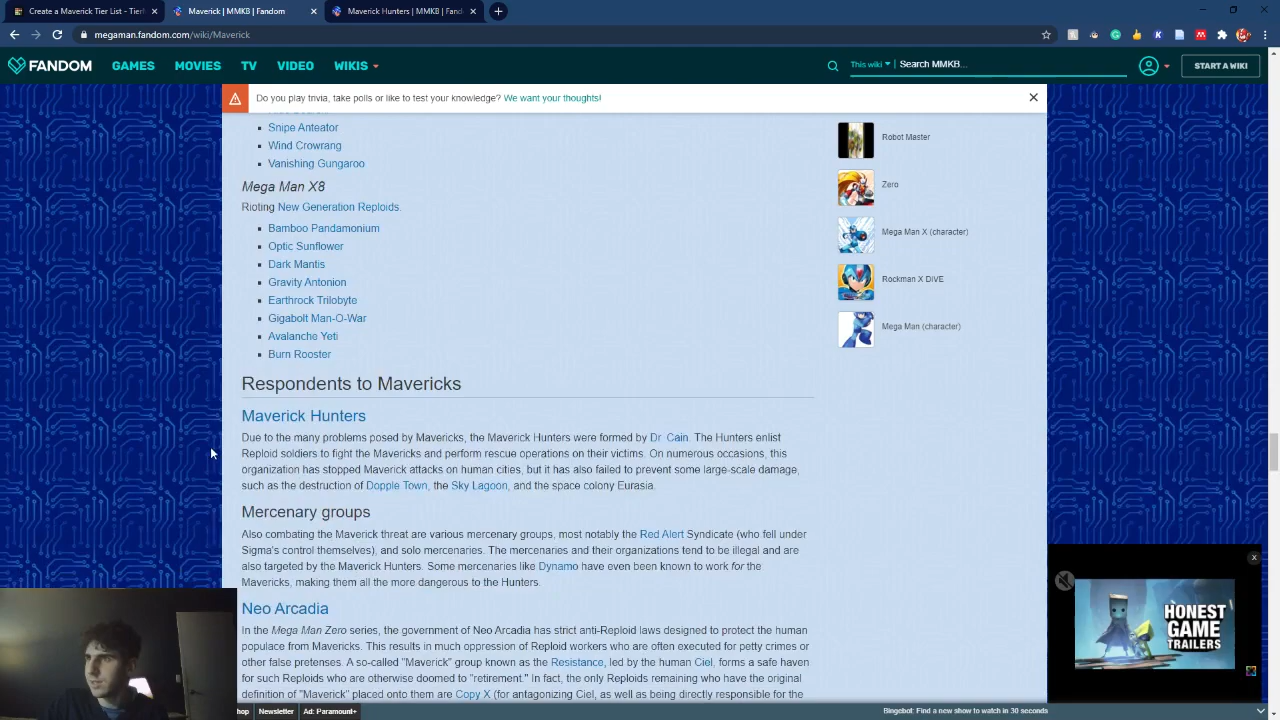 Create a Maverick Tier List - Tier
Maverick | MMKB | Fandom
Maverick Hunters | MMKB | Fand
megaman.fandom.com/wiki/Maverick
FANDOM GAMES MOVIES TV VIDEO WIKIS This wiki Search MMKB... START A WIKI
Do you play trivia, take polls or like to test your knowledge? We want your thoughts!
Snipe Anteator
Wind Crowrang
Vanishing Gungaroo
Mega Man X8
Rioting New Generation Reploids.
Bamboo Pandamonium
Optic Sunflower
Dark Mantis
Gravity Antonion
Earthrock Trilobyte
Gigabolt Man-O-War
Avalanche Yeti
Burn Rooster
Robot Master
Zero
Mega Man X (character)
Rockman X DiVE
Mega Man (character)
Respondents to Mavericks
Maverick Hunters
Due to the many problems posed by Mavericks, the Maverick Hunters were formed by Dr. Cain. The Hunters enlist
Reploid soldiers to fight the Mavericks and perform rescue operations on their victims. On numerous occasions, this
organization has stopped Maverick attacks on human cities, but it has also failed to prevent some large-scale damage,
such as the destruction of Dopple Town, the Sky Lagoon, and the space colony Eurasia.
Mercenary groups
Also combating the Maverick threat are various mercenary groups, most notably the Red Alert Syndicate (who fell under
Sigma's control themselves), and solo mercenaries. The mercenaries and their organizations tend to be illegal and are
also targeted by the Maverick Hunters. Some mercenaries like Dynamo have even been known to work for the
Mavericks, making them all the more dangerous to the Hunters.
Neo Arcadia
In the Mega Man Zero series, the government of Neo Arcadia has strict anti-Reploid laws designed to protect the human
populace from Mavericks. This results in much oppression of Reploid workers who are often executed for petty crimes or
other false pretenses. A so-called "Maverick" group known as the Resistance, led by the human Ciel, forms a safe haven
for such Reploids who are otherwise doomed to "retirement." In fact, the only Reploids remaining who have the original
definition of "Maverick" placed onto them are Copy X (for antagonizing Ciel, as well as being directly responsible for the
HONEST
GAME
TRAILERS
hop Newsletter Ad: Paramount+ Bingebot: Find a new show to watch in 30 seconds